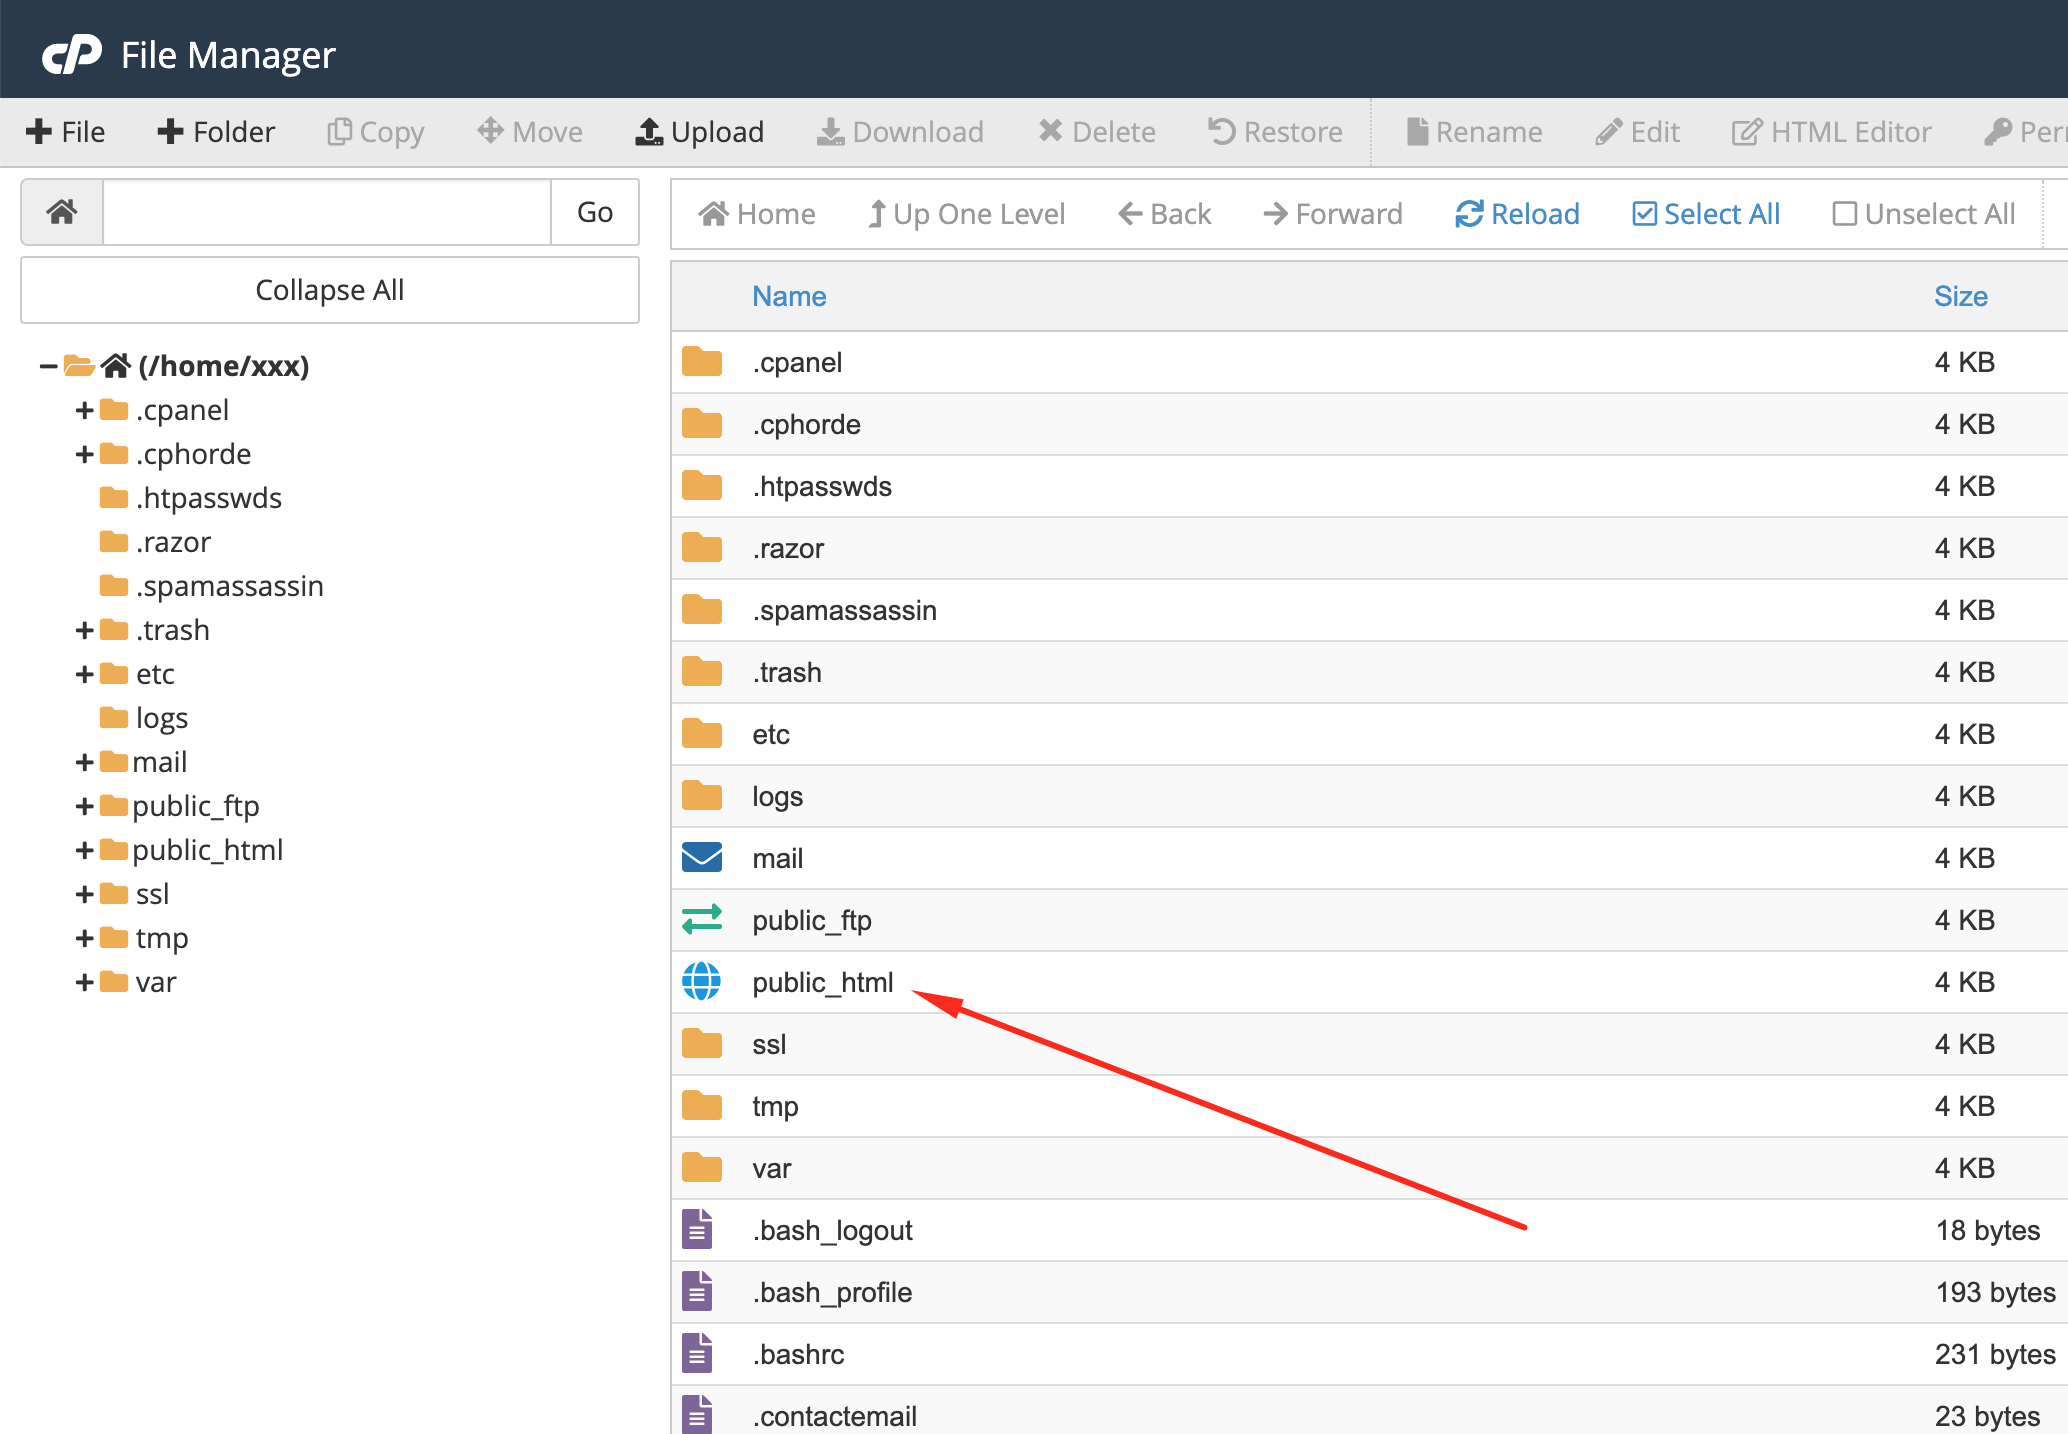 cP File Manager
File Folder Copy Move Upload Download Delete Restore Rename Edit HTML Editor
Go
Home Up One Level Back Forward Reload Select All Unselect All
Collapse All
(/home/xxx)
.cpanel
.cphorde
.htpasswds
.razor
.spamassassin
.trash
etc
logs
mail
public_ftp
public_html
ssl
tmp
var
Name Size
.cpanel 4 KB
.cphorde 4 KB
.htpasswds 4 KB
.razor 4 KB
.spamassassin 4 KB
.trash 4 KB
etc 4 KB
logs 4 KB
mail 4 KB
public_ftp 4 KB
public_html 4 KB
ssl 4 KB
tmp 4 KB
var 4 KB
.bash_logout 18 bytes
.bash_profile 193 bytes
.bashrc 231 bytes
.contactemail 23 bytes